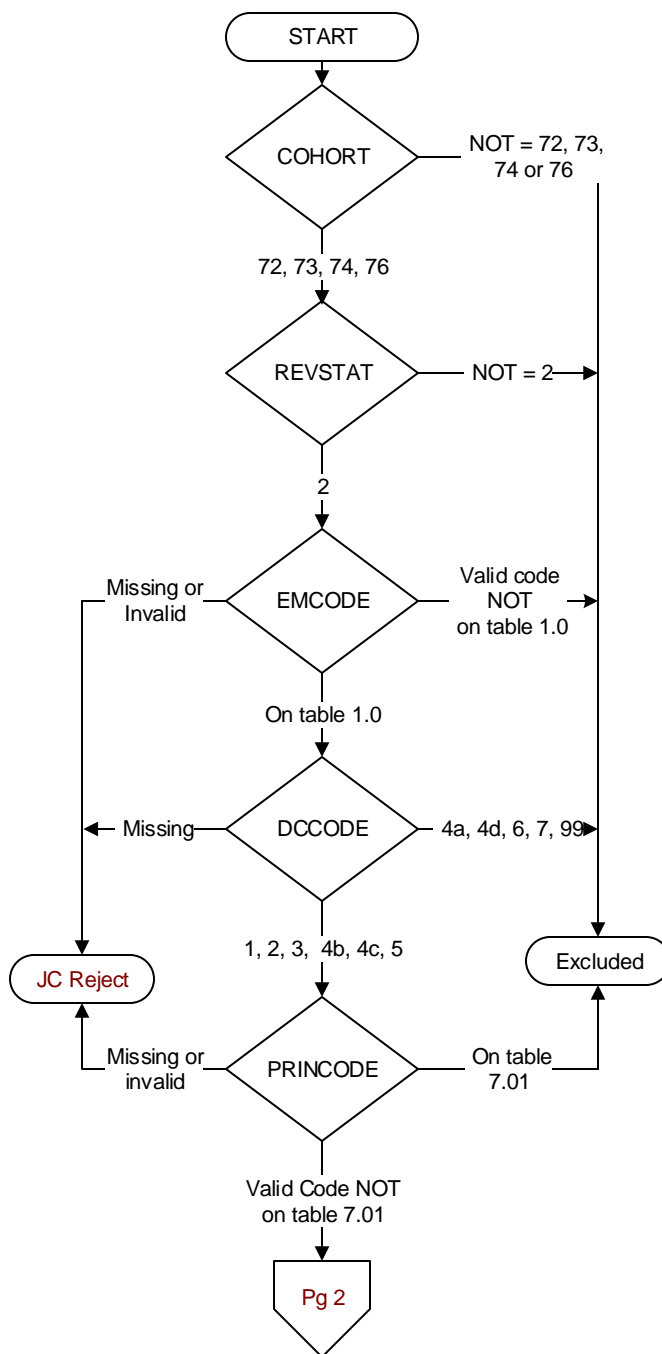 START
COHORT
NOT = 72, 73,
74 or 76
72, 73, 74, 76
REVSTAT
NOT = 2
2
Missing or
Invalid
EMCODE
Valid code
NOT
on table 1.0
On table 1.0
Missing
DCCODE
4a, 4d, 6, 7, 99
1, 2, 3, 4b, 4c, 5
JC Reject
Excluded
Missing or
invalid
PRINCODE
On table
7.01
Valid Code NOT
on table 7.01
Pg 2